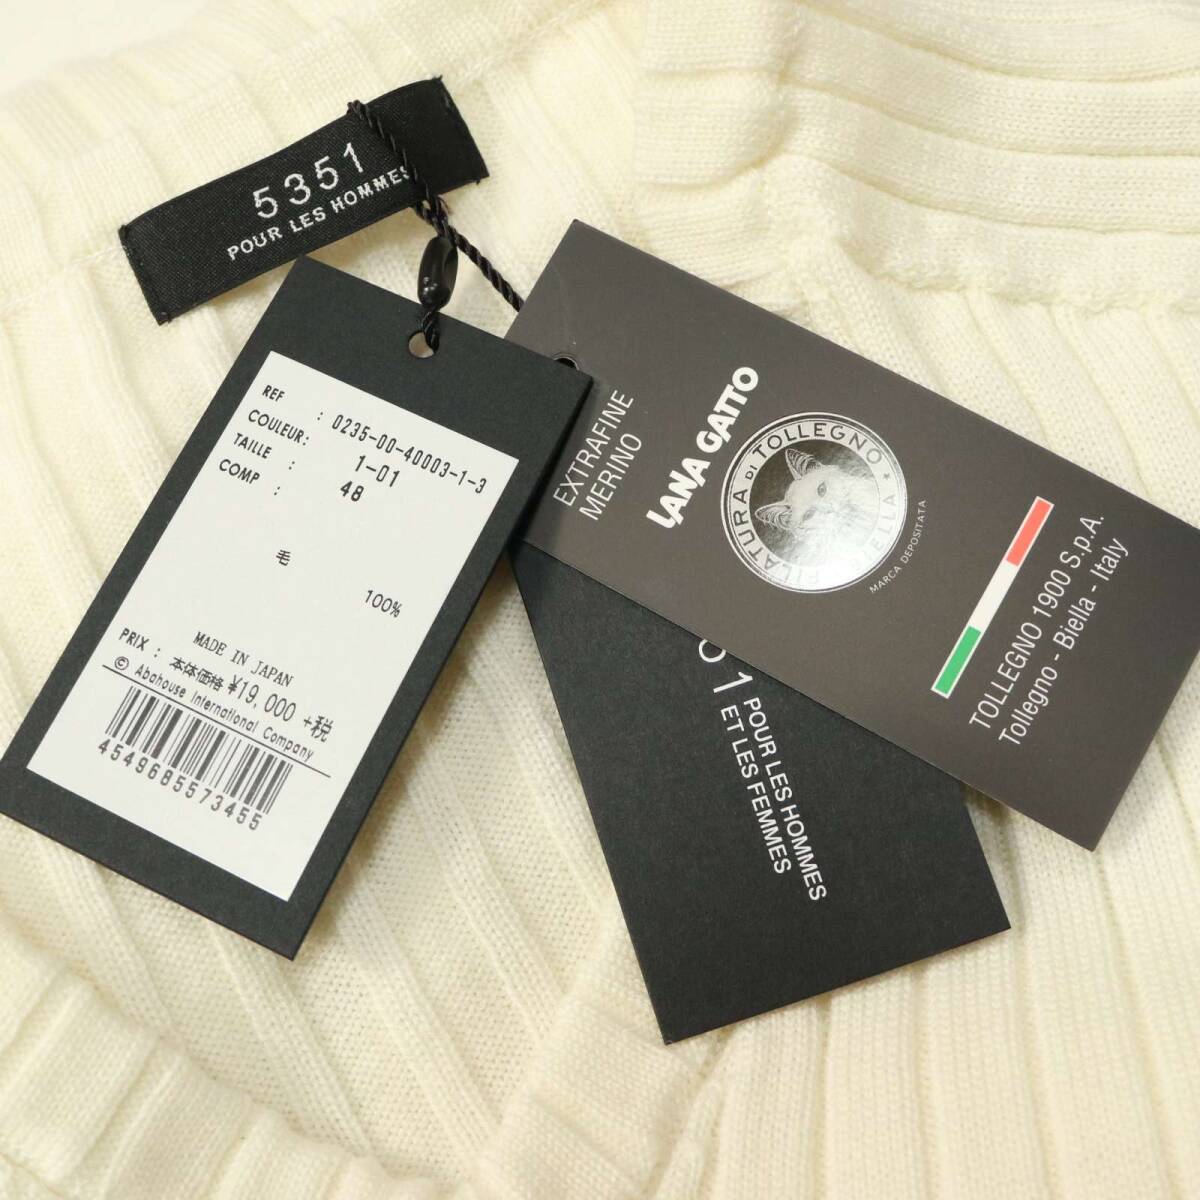 5351
POUR LES HOMMES
REF : 0235-00-40003-1-3
COULEUR: 1-01
TAILLE : 48
COMP :
毛
100%
MADE IN JAPAN
PRIX : 本体価格 ¥19,000 +税
© Abahouse International Company
4549685573455
EXTRAFINE
MERINO
LANA GATTO
FILATURA DI TOLLEGNO
BIELLA
MARCA DEPOSITATA
TOLLEGNO 1900 S.p.A.
Tollegno - Biella - Italy
1
POUR LES HOMMES
ET LES FEMMES